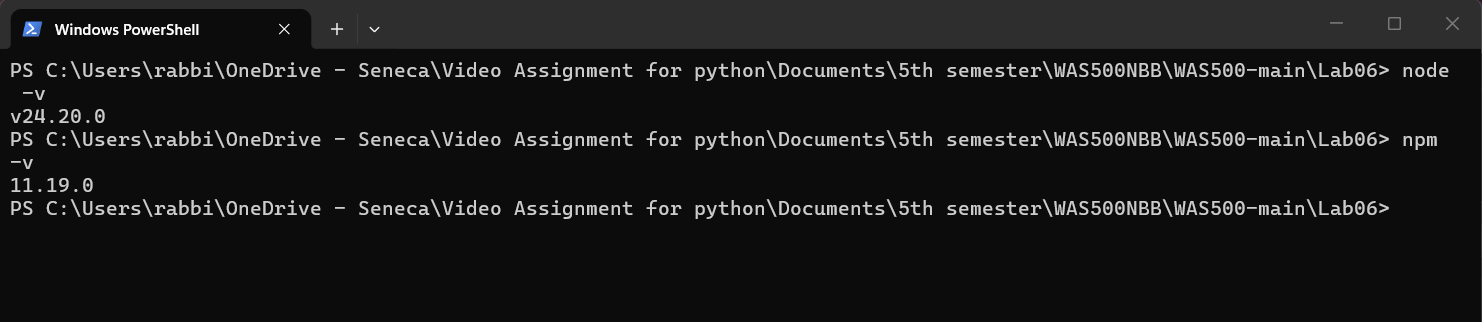 Windows PowerShell
PS C:\Users\rabbi\OneDrive - Seneca\Video Assignment for python\Documents\5th semester\WAS500NBB\WAS500-main\Lab06> node
 -v
v24.20.0
PS C:\Users\rabbi\OneDrive - Seneca\Video Assignment for python\Documents\5th semester\WAS500NBB\WAS500-main\Lab06> npm
-v
11.19.0
PS C:\Users\rabbi\OneDrive - Seneca\Video Assignment for python\Documents\5th semester\WAS500NBB\WAS500-main\Lab06>